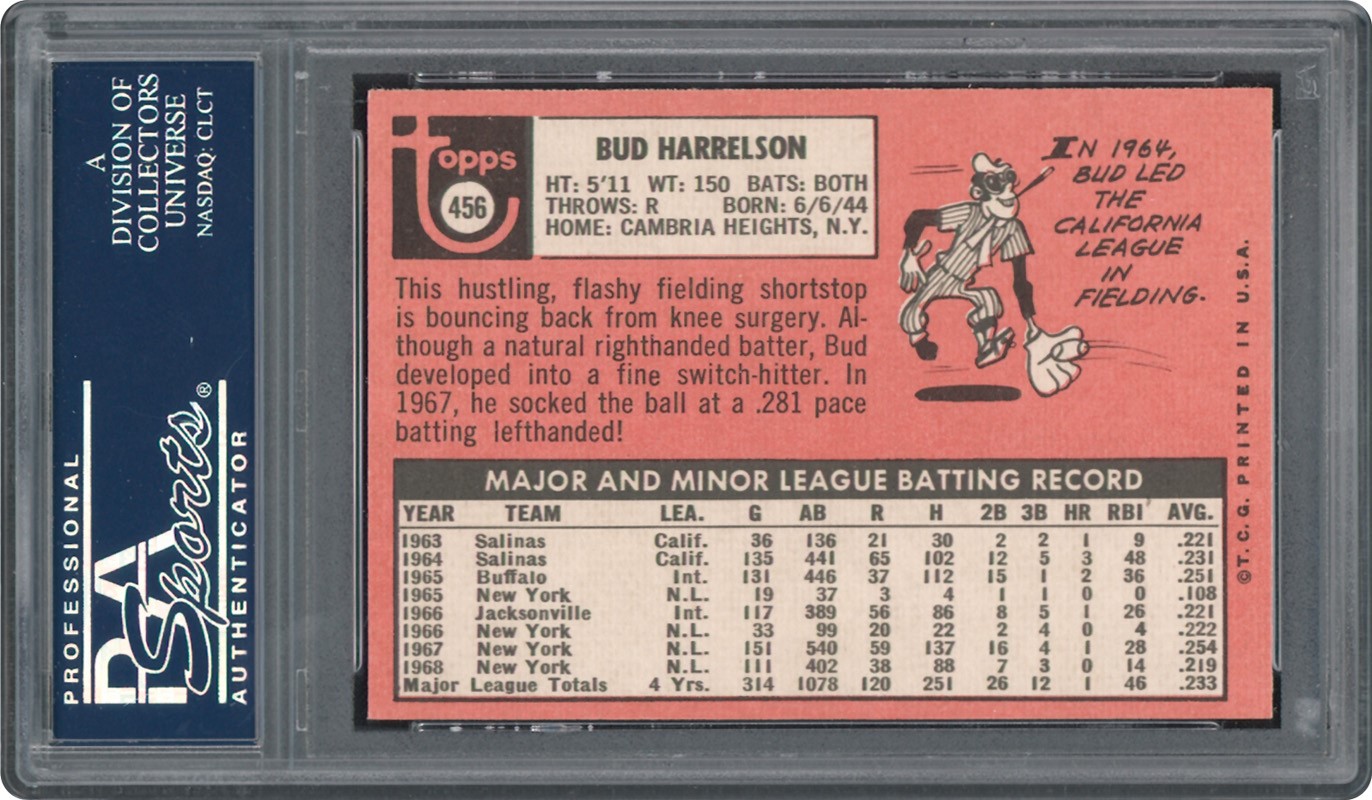 A
DIVISION OF
COLLECTORS
UNIVERSE
NASDAQ: CLCT
PROFESSIONAL
PSA
Sports®
AUTHENTICATOR
Topps
456
BUD HARRELSON
HT: 5'11 WT: 150 BATS: BOTH
THROWS: R BORN: 6/6/44
HOME: CAMBRIA HEIGHTS, N.Y.
This hustling, flashy fielding shortstop
is bouncing back from knee surgery. Al-
though a natural righthanded batter, Bud
developed into a fine switch-hitter. In
1967, he socked the ball at a .281 pace
batting lefthanded!
IN 1964,
BUD LED
THE
CALIFORNIA
LEAGUE
IN
FIELDING.
MAJOR AND MINOR LEAGUE BATTING RECORD
YEAR TEAM LEA. G AB R H 2B 3B HR RBI AVG.
1963 Salinas Calif. 36 136 21 30 2 2 1 9 .221
1964 Salinas Calif. 135 441 65 102 12 5 3 48 .231
1965 Buffalo Int. 131 446 37 112 15 1 2 36 .251
1965 New York N.L. 19 37 3 4 1 1 0 0 .108
1966 Jacksonville Int. 117 389 56 86 8 5 1 26 .221
1966 New York N.L. 33 99 20 22 2 4 0 4 .222
1967 New York N.L. 151 540 59 137 16 4 1 28 .254
1968 New York N.L. 111 402 38 88 7 3 0 14 .219
Major League Totals 4 Yrs. 314 1078 120 251 26 12 1 46 .233
©T.C.G. PRINTED IN U.S.A.